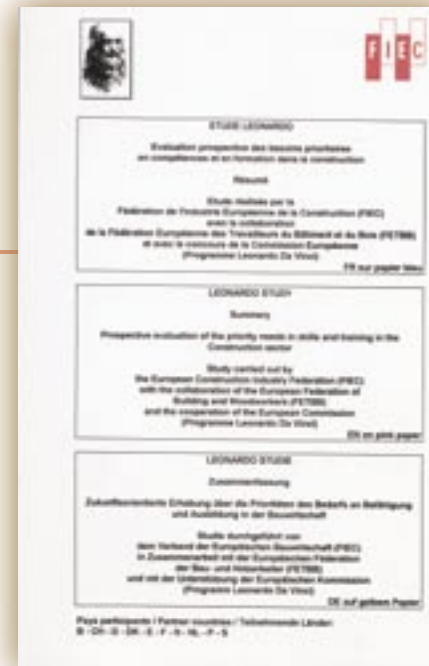 FIEC
ETUDE LEONARDO
Evaluation prospective des besoins prioritaires
en compétences et en formation dans la construction
Résumé
Etude réalisée par la
Fédération de l'Industrie Européenne de la Construction (FIEC)
avec la collaboration
de la Fédération Européenne des Travailleurs du Bâtiment et du Bois (FETBB)
et avec le concours de la Commission Européenne
(Programme Leonardo Da Vinci)
FR sur papier bleu
LEONARDO STUDY
Summary
Prospective evaluation of the priority needs in skills and training in the
Construction sector
Study carried out by
the European Construction Industry Federation (FIEC)
with the collaboration of the European Federation of
Building and Woodworkers (FETBB)
and the cooperation of the European Commission
(Programme Leonardo Da Vinci)
EN on pink paper
LEONARDO STUDIE
Zusammenfassung
Zukunftsorientierte Erhebung über die Prioritäten des Bedarfs an Befähigung
und Ausbildung in der Bauwirtschaft
Studie durchgeführt von
dem Verband der Europäischen Bauwirtschaft (FIEC)
in Zusammenarbeit mit der Europäischen Föderation
der Bau- und Holzarbeiter (FETBB)
und mit der Unterstützung der Europäischen Kommission
(Programm Leonardo Da Vinci)
DE auf gelbem Papier
Pays participants / Partner countries / Teilnehmende Länder:
B - CH - D - DK - E - F - - NL - P - S